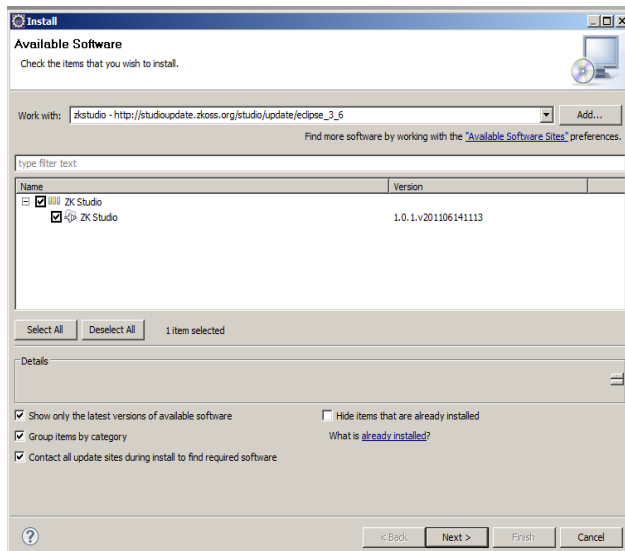 Install
Available Software
Check the items that you wish to install.
Work with: zkstudio - http://studioupdate.zkoss.org/studio/update/eclipse_3_6 Add...
Find more software by working with the "Available Software Sites" preferences.
type filter text
Name Version
ZK Studio
ZK Studio 1.0.1.v201106141113
Select All Deselect All 1 item selected
Details
Show only the latest versions of available software Hide items that are already installed
Group items by category What is already installed?
Contact all update sites during install to find required software
? < Back Next > Finish Cancel